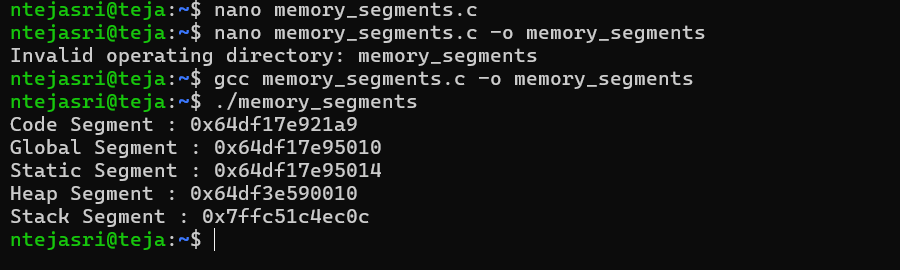 ntejasri@teja:~$ nano memory_segments.c
ntejasri@teja:~$ nano memory_segments.c -o memory_segments
Invalid operating directory: memory_segments
ntejasri@teja:~$ gcc memory_segments.c -o memory_segments
ntejasri@teja:~$ ./memory_segments
Code Segment : 0x64df17e921a9
Global Segment : 0x64df17e95010
Static Segment : 0x64df17e95014
Heap Segment : 0x64df3e590010
Stack Segment : 0x7ffc51c4ec0c
ntejasri@teja:~$